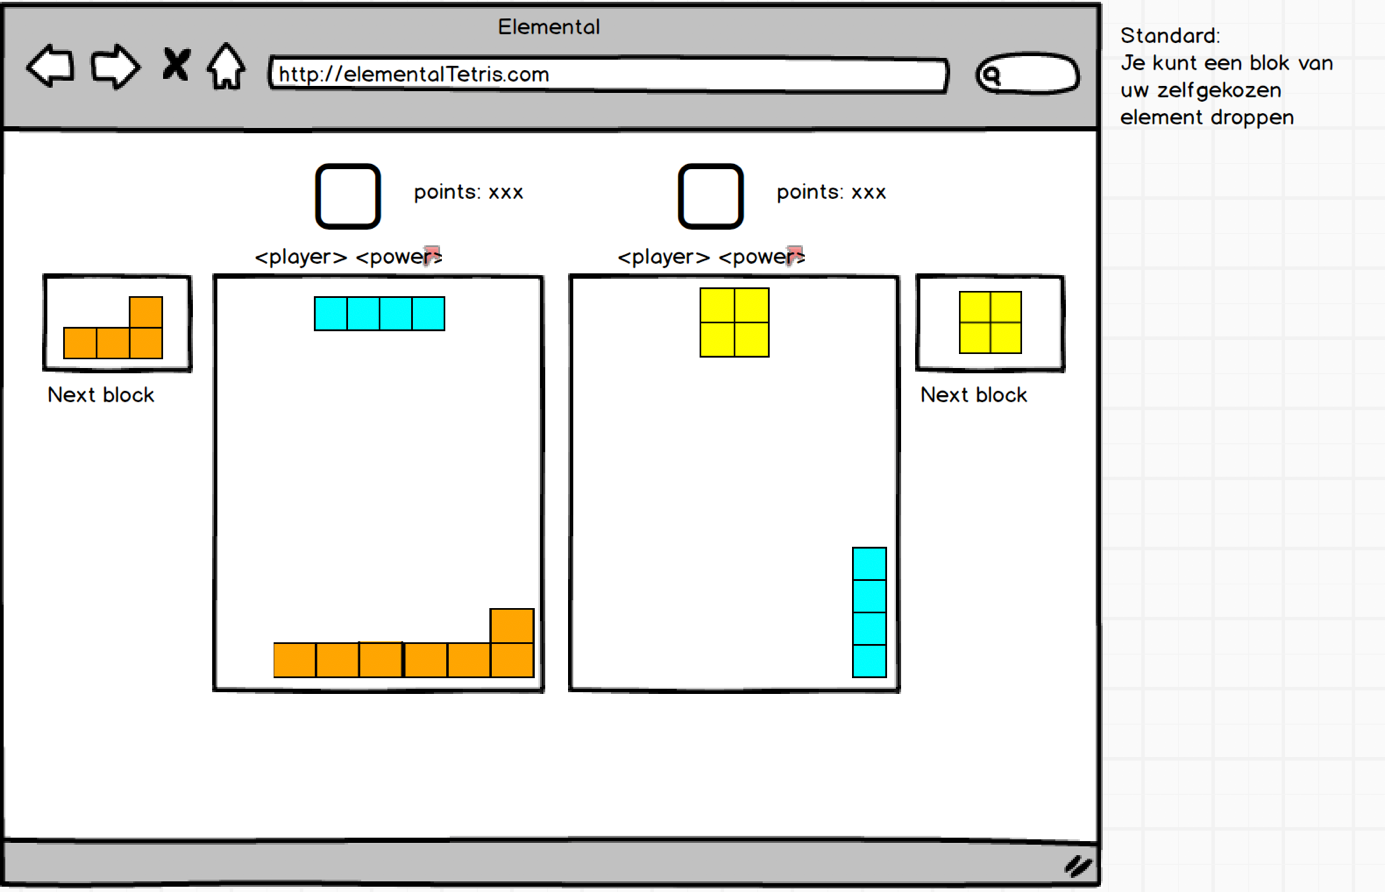 Elemental
http://elementalTetris.com
Standard:
Je kunt een blok van
uw zelfgekozen
element droppen
points: xxx
points: xxx
<player> <power>
<player> <power>
Next block
Next block